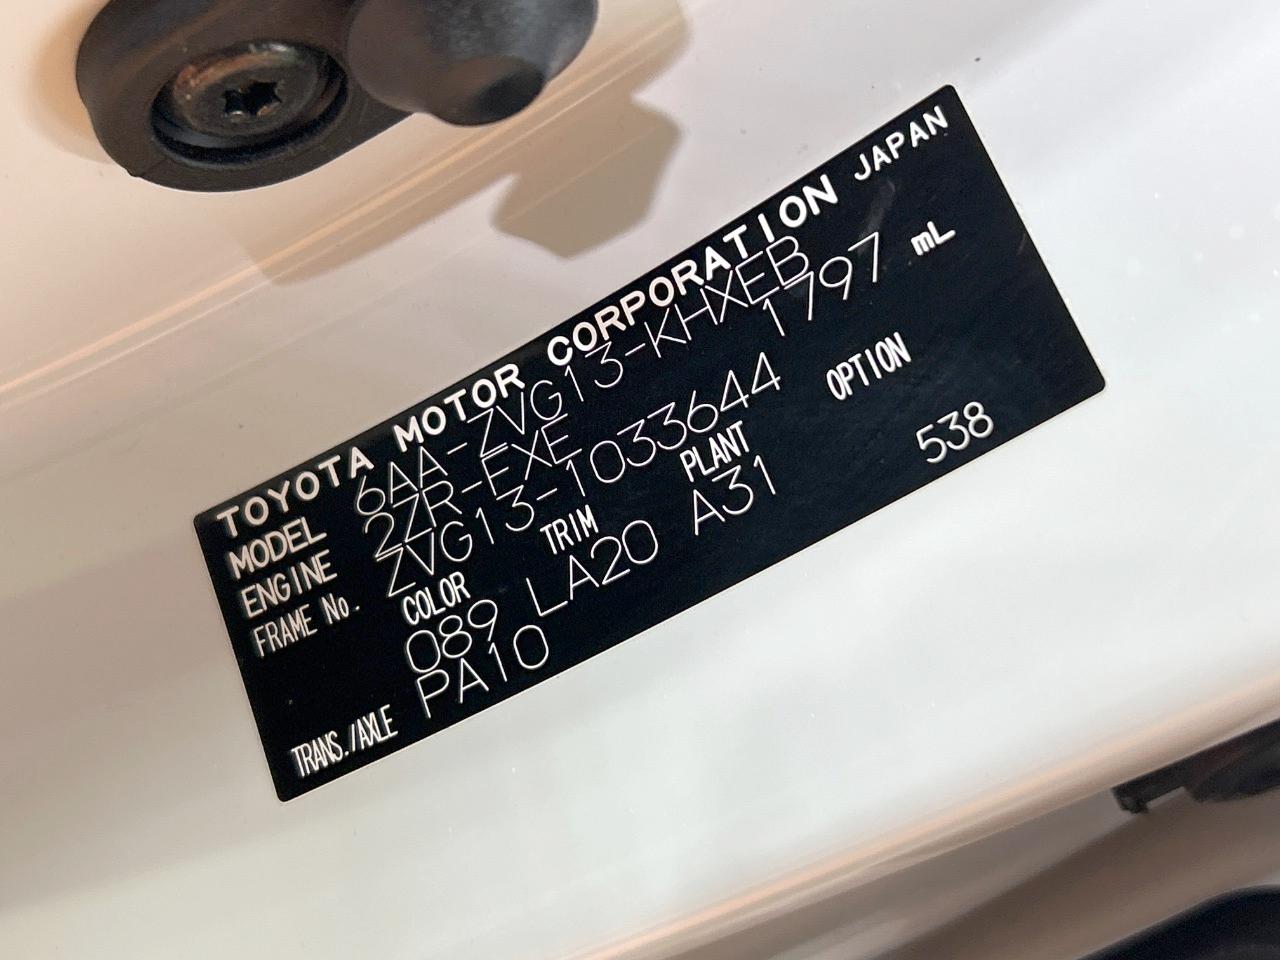 TOYOTA MOTOR CORPORATION JAPAN
MODEL 6AA-ZVG13-KHXEB
ENGINE 2ZR-FXE 1797 mL
FRAME No. ZVG13-1033644
COLOR TRIM PLANT OPTION
089 LA20 A31 538
TRANS./AXLE PA10